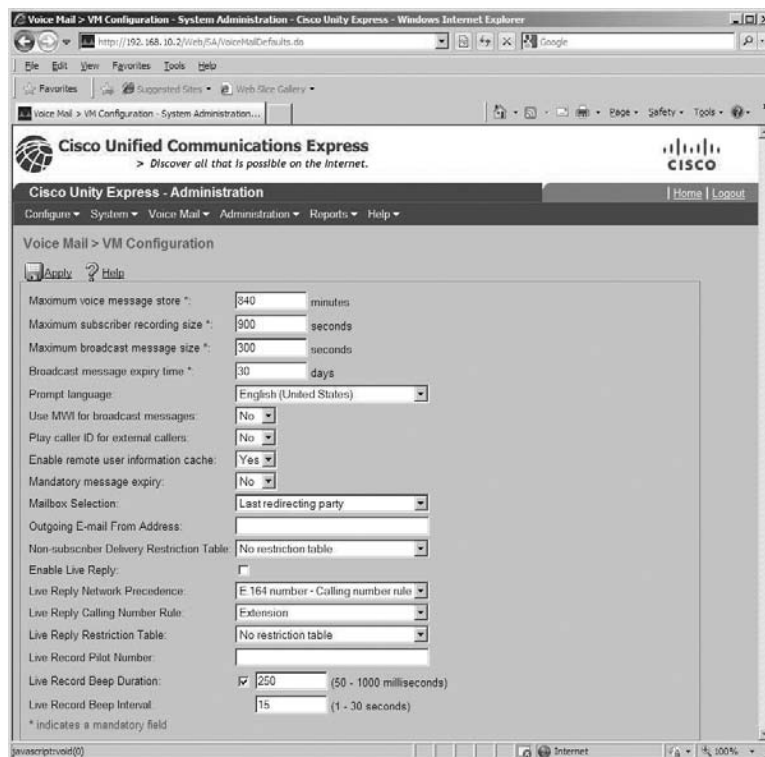 Voice Mail > VM Configuration - System Administration - Cisco Unity Express - Windows Internet Explorer
http://192.168.10.2/Web/SA/VoiceMailDefaults.do
Google
File Edit View Favorites Tools Help
Favorites Suggested Sites Web Slice Gallery
Voice Mail > VM Configuration - System Administration...
Page Safety Tools
Cisco Unified Communications Express
> Discover all that is possible on the Internet.
CISCO
Cisco Unity Express - Administration
Home | Logout
Configure System Voice Mail Administration Reports Help
Voice Mail > VM Configuration
Apply Help
Maximum voice message store *: 840 minutes
Maximum subscriber recording size *: 900 seconds
Maximum broadcast message size *: 300 seconds
Broadcast message expiry time *: 30 days
Prompt language: English (United States)
Use MWI for broadcast messages: No
Play caller ID for external callers: No
Enable remote user information cache: Yes
Mandatory message expiry: No
Mailbox Selection: Last redirecting party
Outgoing E-mail From Address:
Non-subscriber Delivery Restriction Table: No restriction table
Enable Live Reply:
Live Reply Network Precedence: E.164 number - Calling number rule
Live Reply Calling Number Rule: Extension
Live Reply Restriction Table: No restriction table
Live Record Pilot Number:
Live Record Beep Duration: 250 (50 - 1000 milliseconds)
Live Record Beep Interval: 15 (1 - 30 seconds)
* indicates a mandatory field
javascript:void(0)
Internet
100%